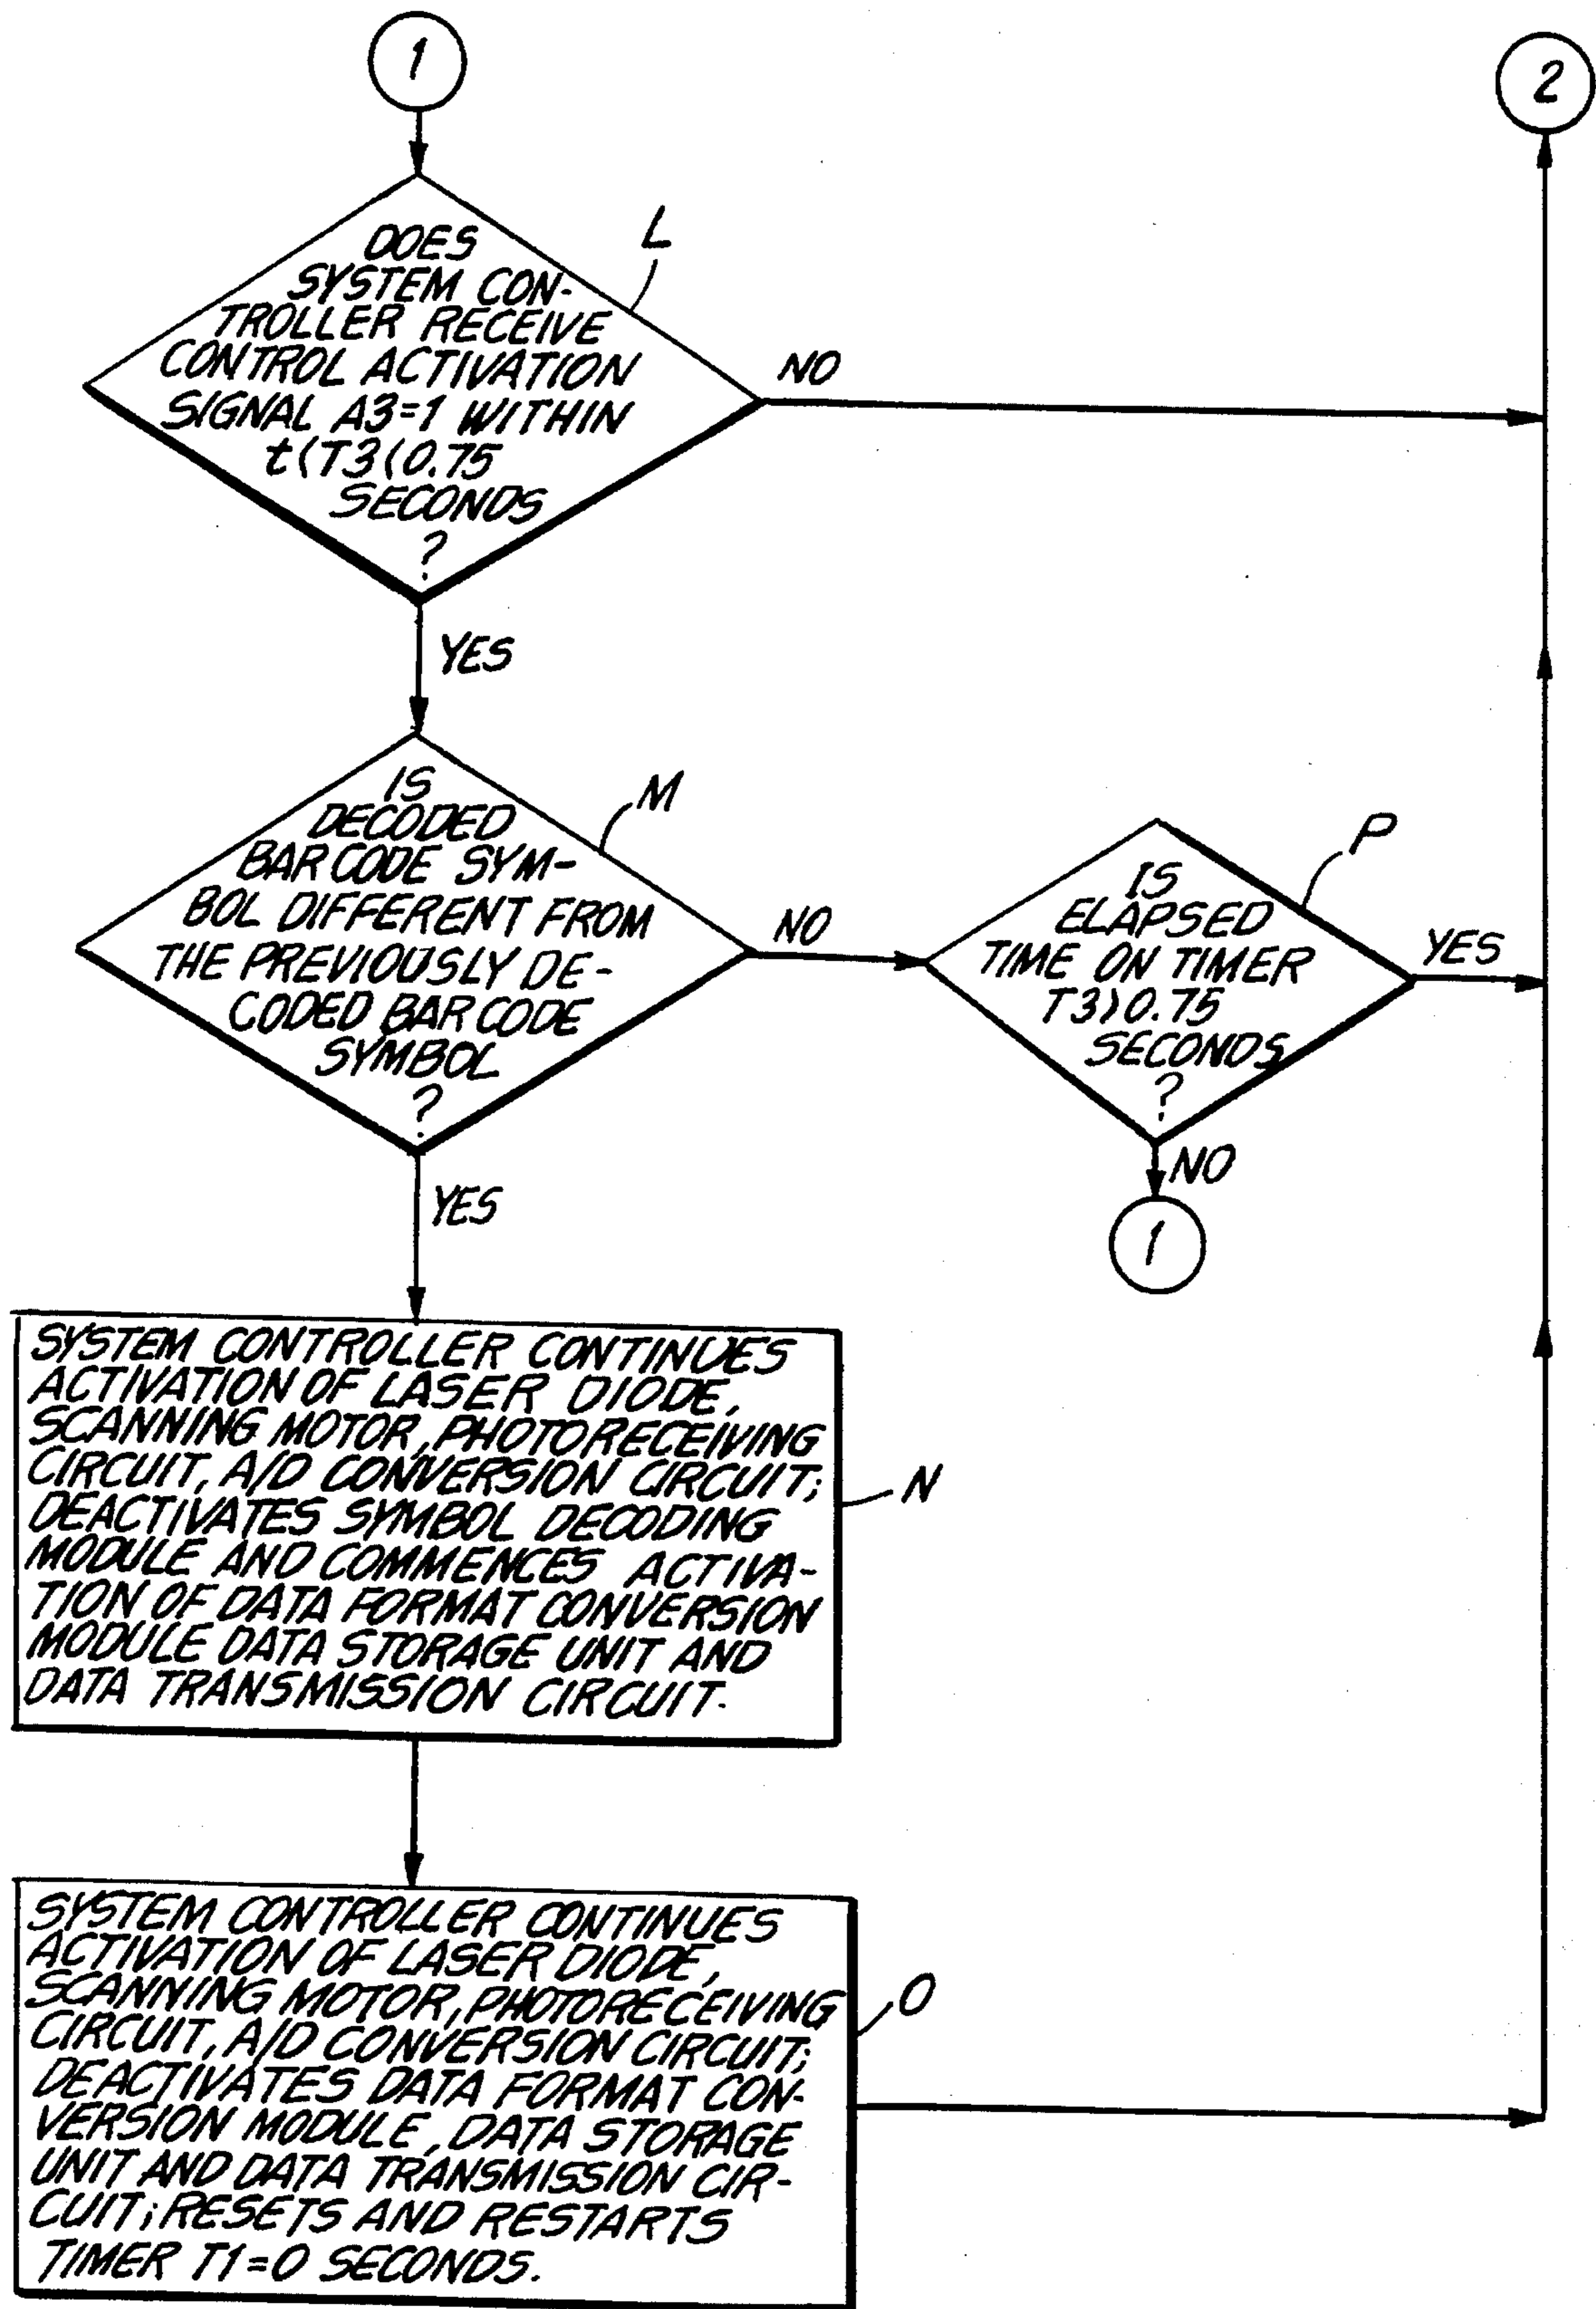 1
2
DOES
SYSTEM CON-
TROLLER RECEIVE
CONTROL ACTIVATION
SIGNAL A3=1 WITHIN
t<T3<0.75
SECONDS
?
L
NO
YES
IS
DECODED
BAR CODE SYM-
BOL DIFFERENT FROM
THE PREVIOUSLY DE-
CODED BAR CODE
SYMBOL
?
M
NO
IS
ELAPSED
TIME ON TIMER
T3>0.75
SECONDS
?
P
YES
NO
1
YES
SYSTEM CONTROLLER CONTINUES
ACTIVATION OF LASER DIODE,
SCANNING MOTOR, PHOTORECEIVING
CIRCUIT, A/D CONVERSION CIRCUIT;
DEACTIVATES SYMBOL DECODING
MODULE AND COMMENCES ACTIVA-
TION OF DATA FORMAT CONVERSION
MODULE DATA STORAGE UNIT AND
DATA TRANSMISSION CIRCUIT.
N
SYSTEM CONTROLLER CONTINUES
ACTIVATION OF LASER DIODE,
SCANNING MOTOR, PHOTORECEIVING
CIRCUIT, A/D CONVERSION CIRCUIT;
DEACTIVATES DATA FORMAT CON-
VERSION MODULE, DATA STORAGE
UNIT AND DATA TRANSMISSION CIR-
CUIT; RESETS AND RESTARTS
TIMER T1=0 SECONDS.
O